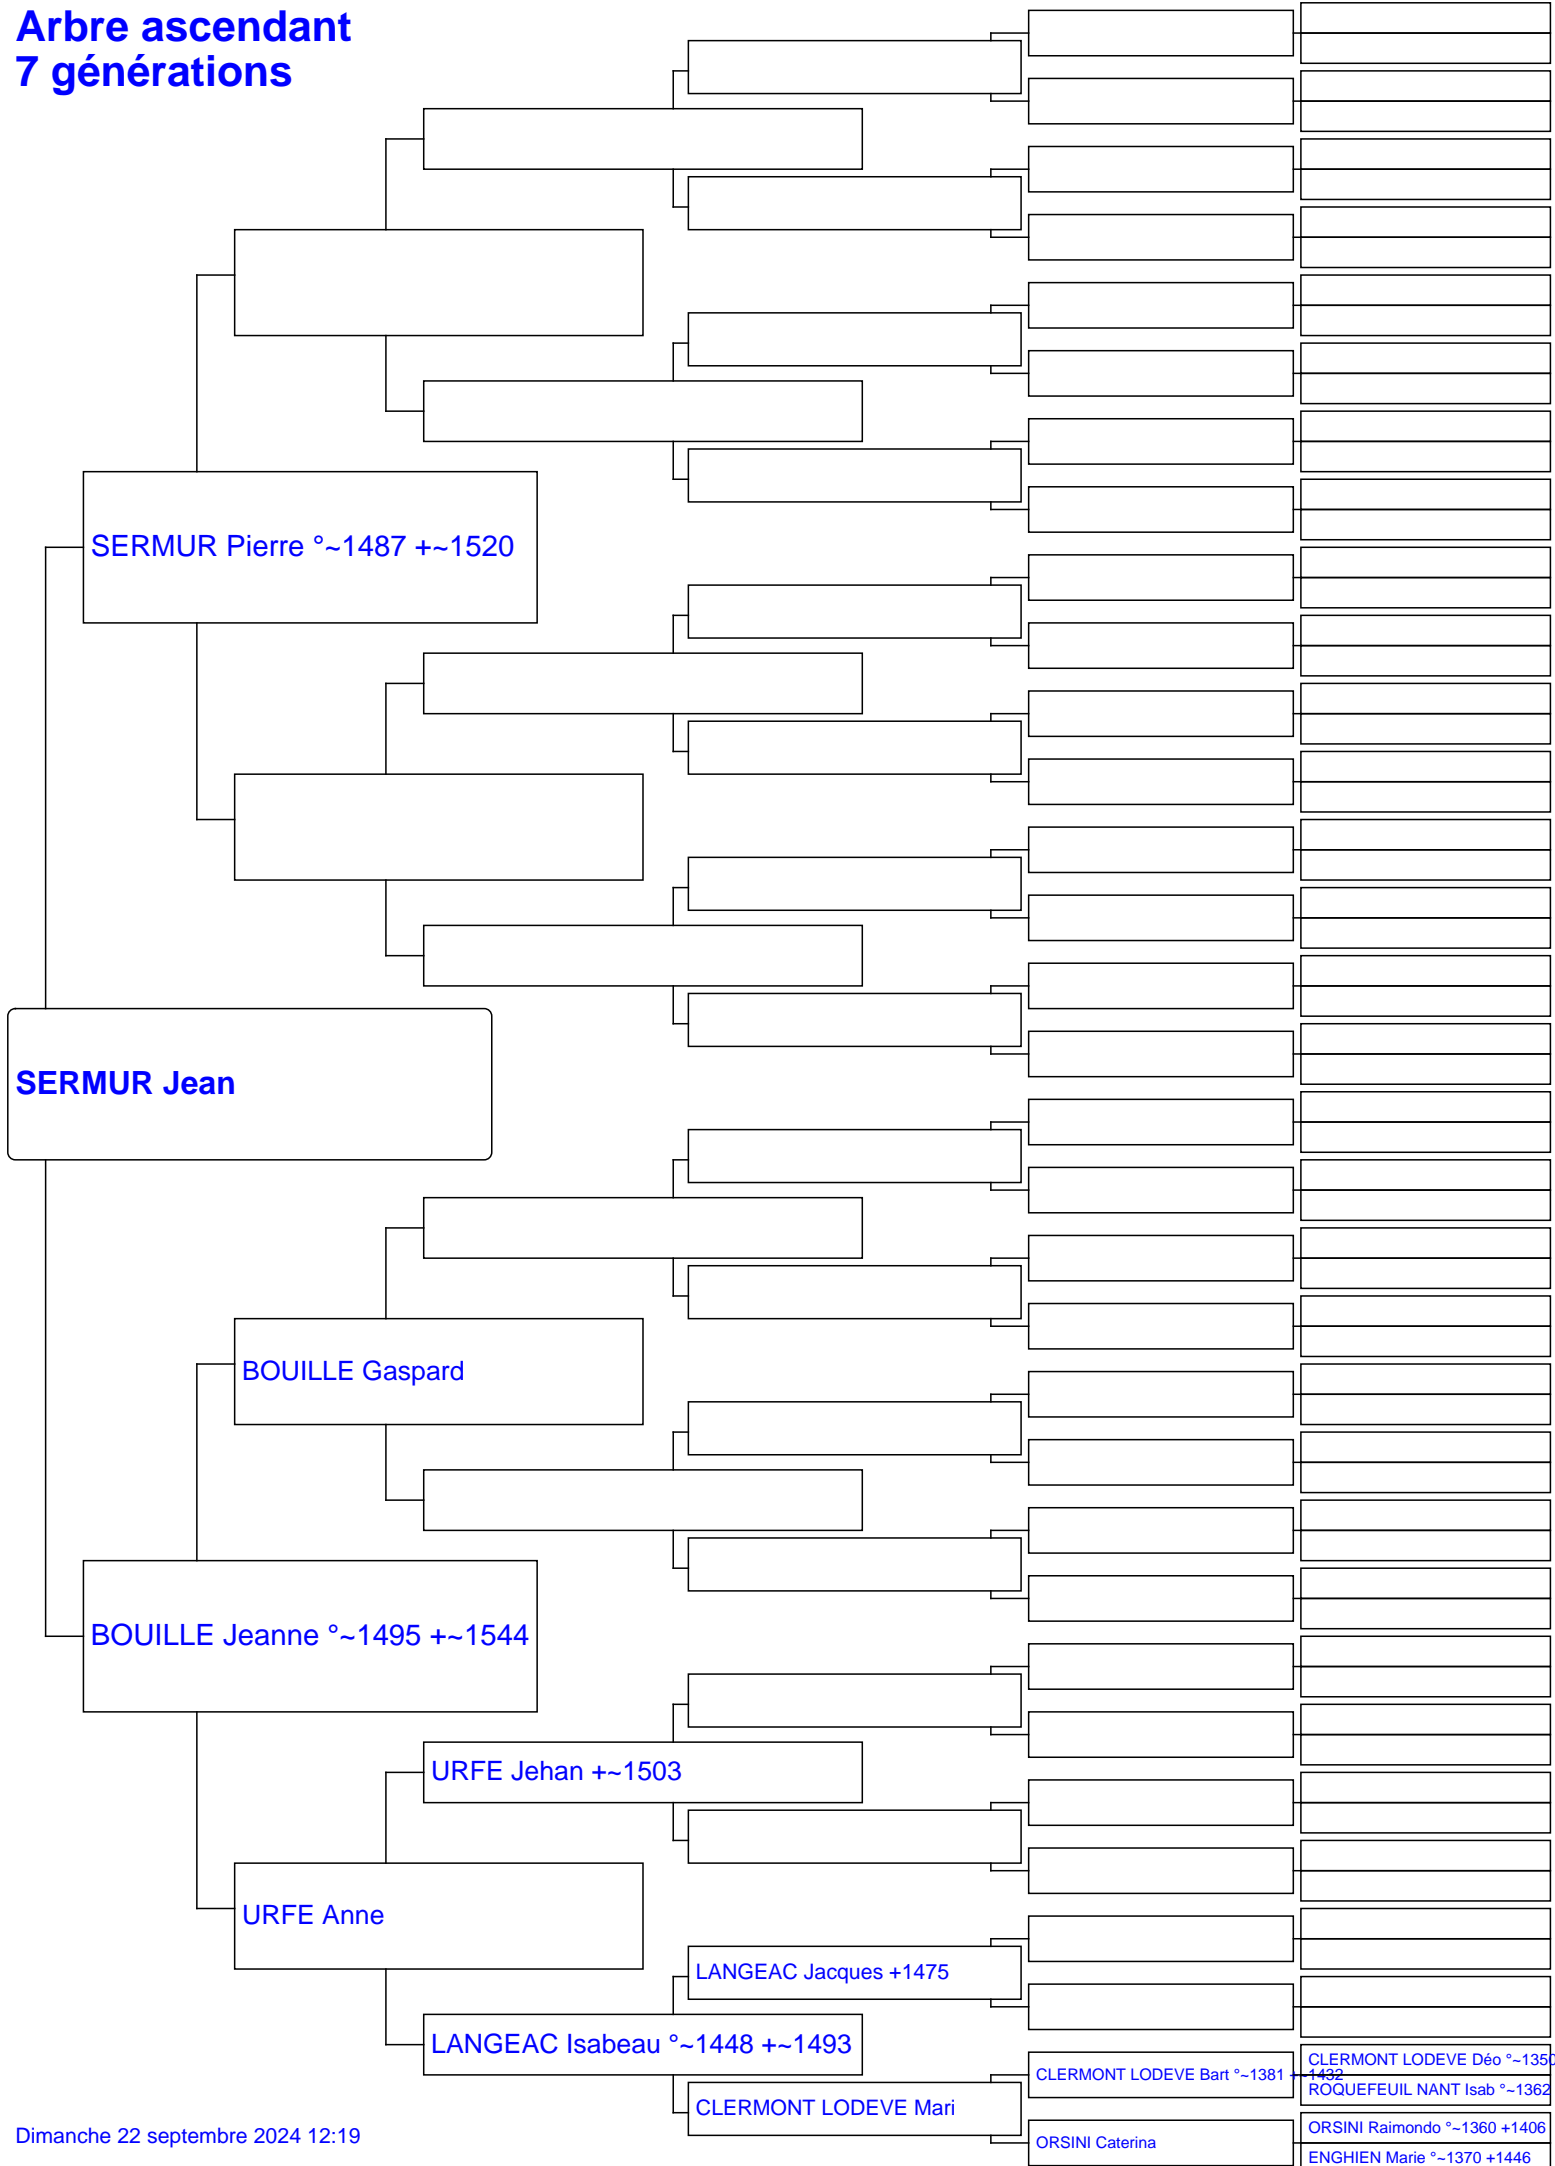 Arbre ascendant
7 générations
SERMUR Pierre °~1487 +~1520
SERMUR Jean
BOUILLE Gaspard
BOUILLE Jeanne °~1495 +~1544
URFE Jehan +~1503
URFE Anne
LANGEAC Jacques +1475
LANGEAC Isabeau °~1448 +~1493
CLERMONT LODEVE Déo °~1350
CLERMONT LODEVE Bart °~1381 +~1432
ROQUEFEUIL NANT Isab °~1362
CLERMONT LODEVE Mari
ORSINI Raimondo °~1360 +1406
ORSINI Caterina
ENGHIEN Marie °~1370 +1446
Dimanche 22 septembre 2024 12:19